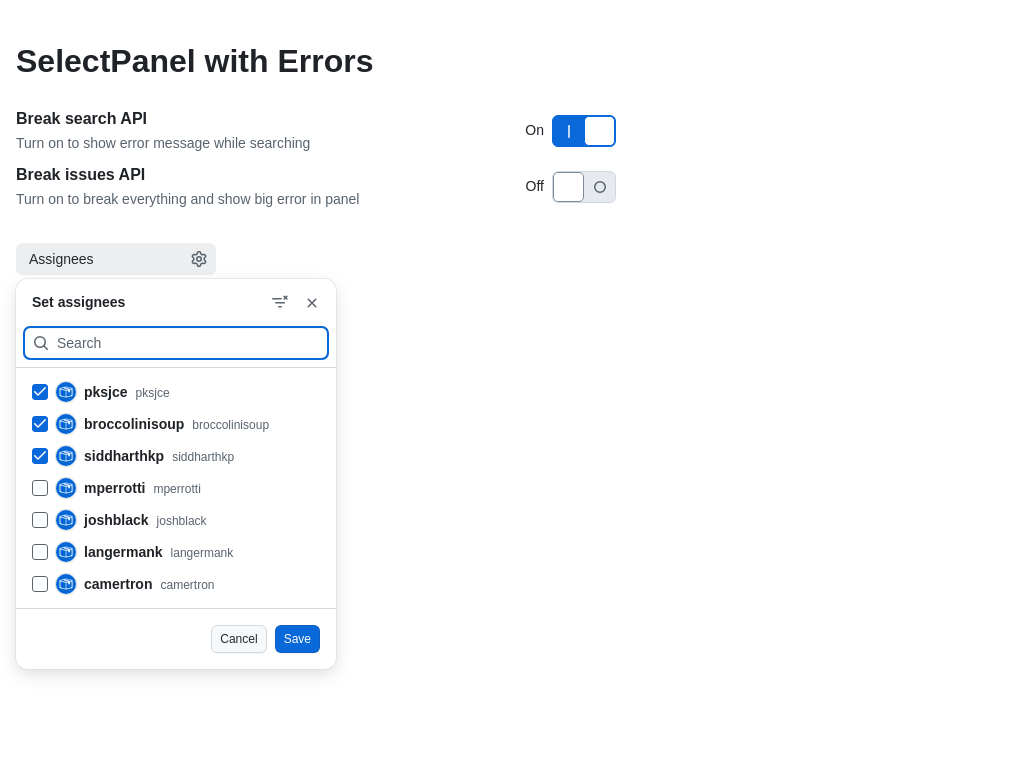 SelectPanel with Errors
Break search API
Turn on to show error message while searching
On
Break issues API
Turn on to break everything and show big error in panel
Off
Assignees
Set assignees
Search
pksjce pksjce
broccolinisoup broccolinisoup
siddharthkp siddharthkp
mperrotti mperrotti
joshblack joshblack
langermank langermank
camertron camertron
Cancel Save